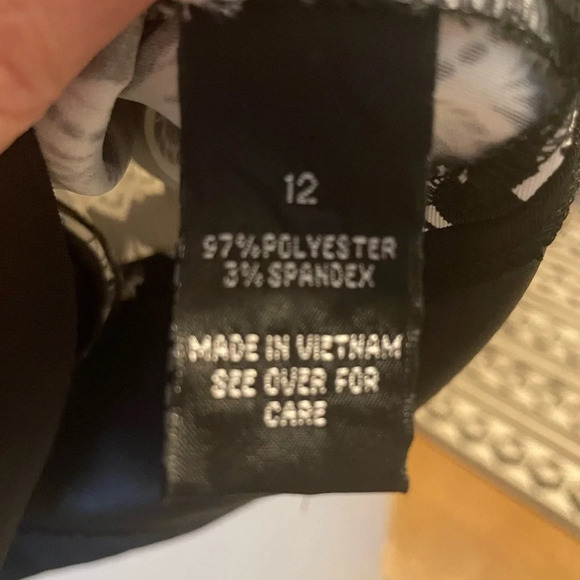 12
97%POLYESTER
3%SPANDEX
MADE IN VIETNAM
SEE OVER FOR
CARE